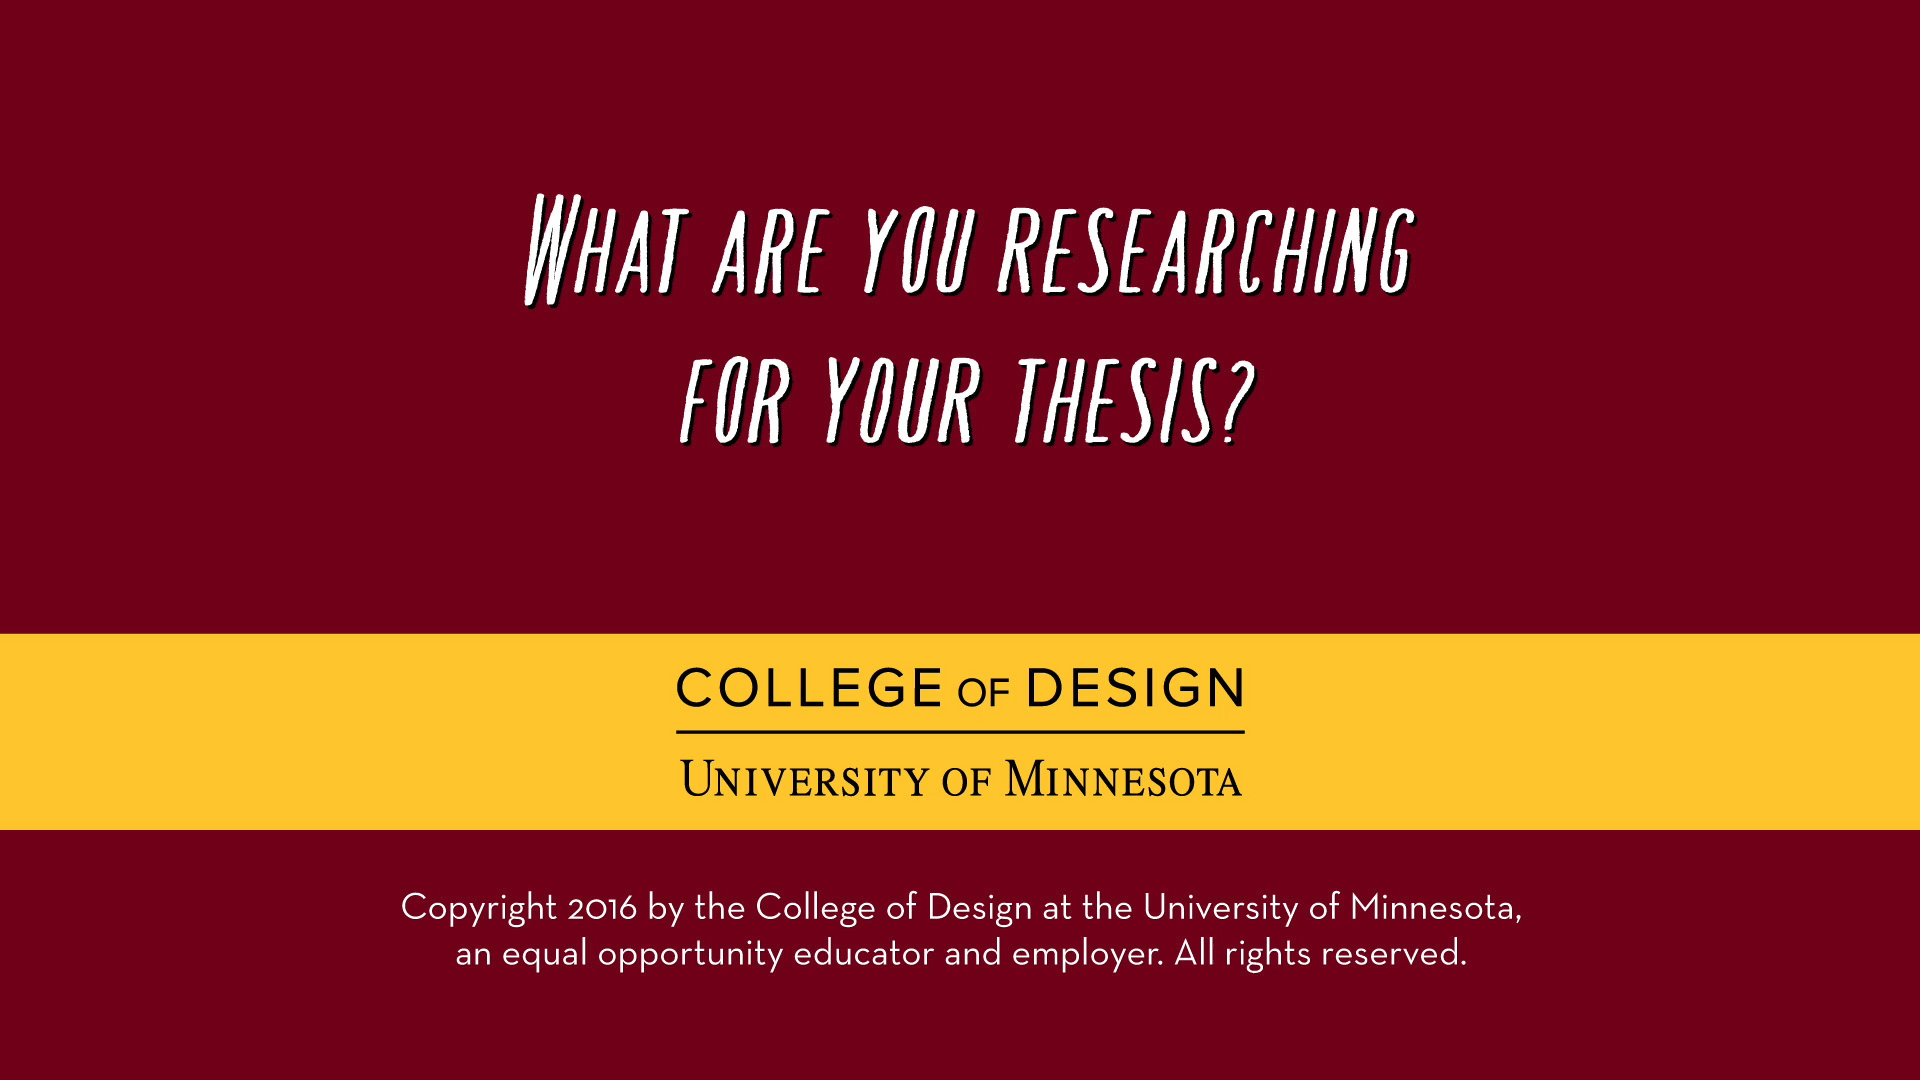 What are you researching
for your thesis?
COLLEGE OF DESIGN
University of Minnesota
Copyright 2016 by the College of Design at the University of Minnesota,
an equal opportunity educator and employer. All rights reserved.